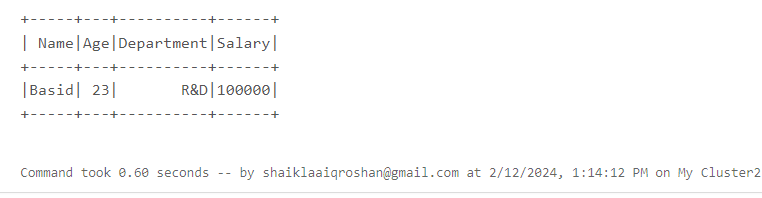 +-----+---+----------+------+
| Name|Age|Department|Salary|
+-----+---+----------+------+
|Basid| 23|       R&D|100000|
+-----+---+----------+------+
Command took 0.60 seconds -- by shaiklaaiqroshan@gmail.com at 2/12/2024, 1:14:12 PM on My Cluster2